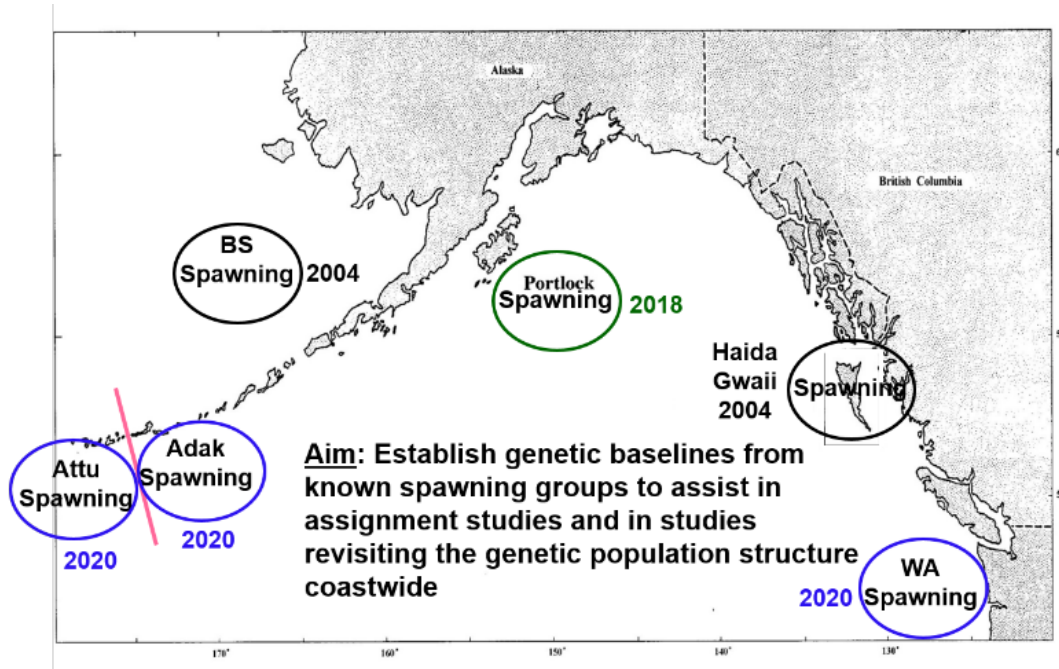 Alaska
British Columbia
BS
Spawning
2004
Portlock
Spawning
2018
Haida
Gwaii
2004
Spawning
Attu
Spawning
2020
Adak
Spawning
2020
Aim: Establish genetic baselines from
known spawning groups to assist in
assignment studies and in studies
revisiting the genetic population structure
coastwide
WA
Spawning
2020
170°
160°
150°
140°
130°